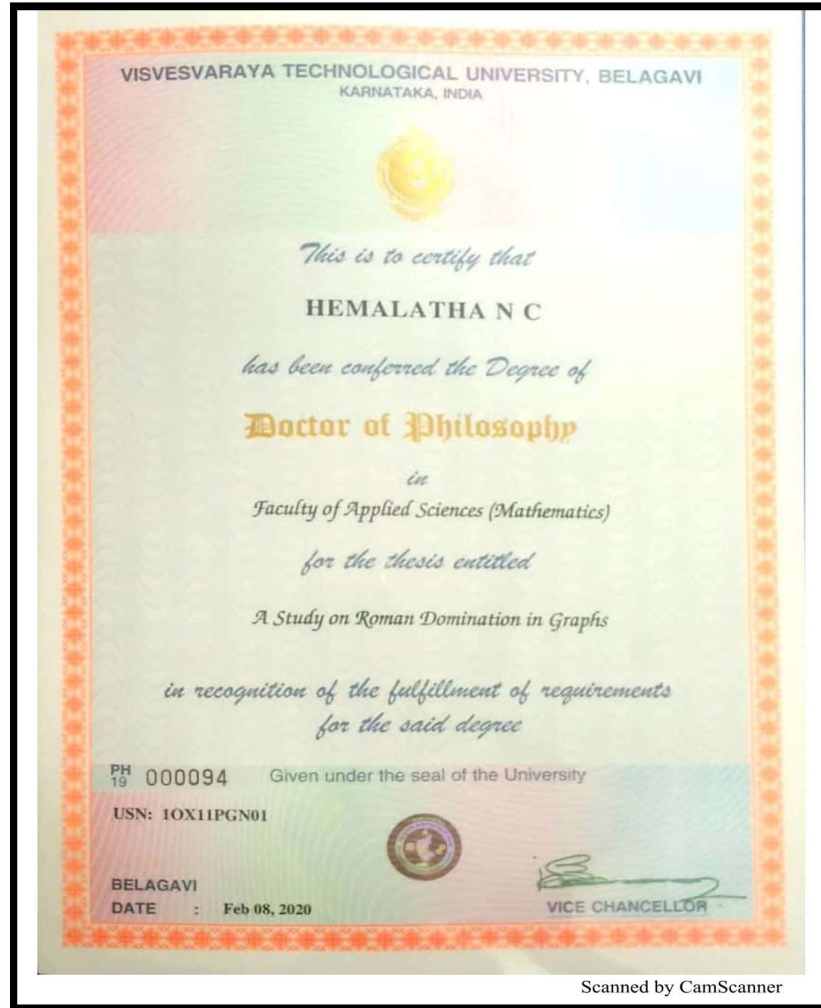 VISVESVARAYA TECHNOLOGICAL UNIVERSITY, BELAGAVI
KARNATAKA, INDIA
This is to certify that
HEMALATHA N C
has been conferred the Degree of
Doctor of Philosophy
in
Faculty of Applied Sciences (Mathematics)
for the thesis entitled
A Study on Roman Domination in Graphs
in recognition of the fulfillment of requirements
for the said degree
PH 19 000094 Given under the seal of the University
USN: 1OX11PGN01
BELAGAVI
DATE : Feb 08, 2020 VICE CHANCELLOR
Scanned by CamScanner